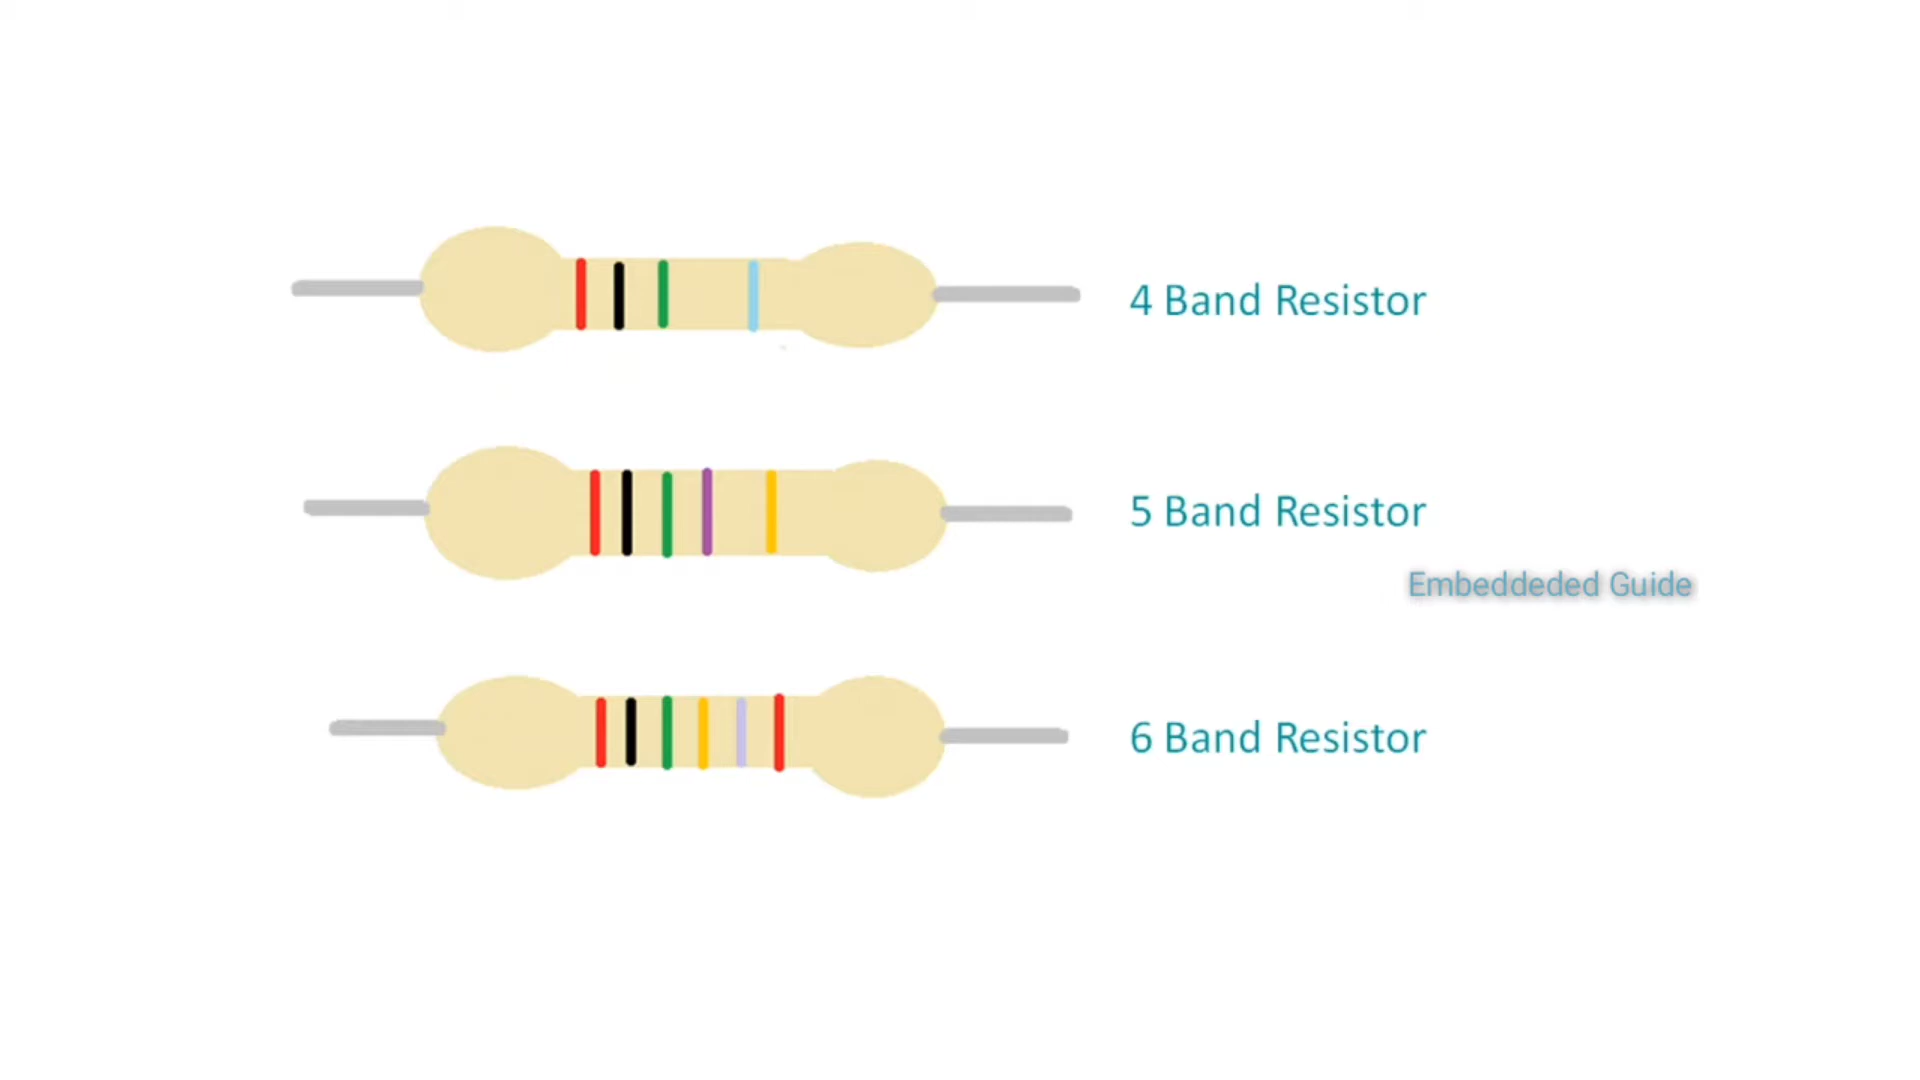 4 Band Resistor
5 Band Resistor
Embeddeded Guide
6 Band Resistor